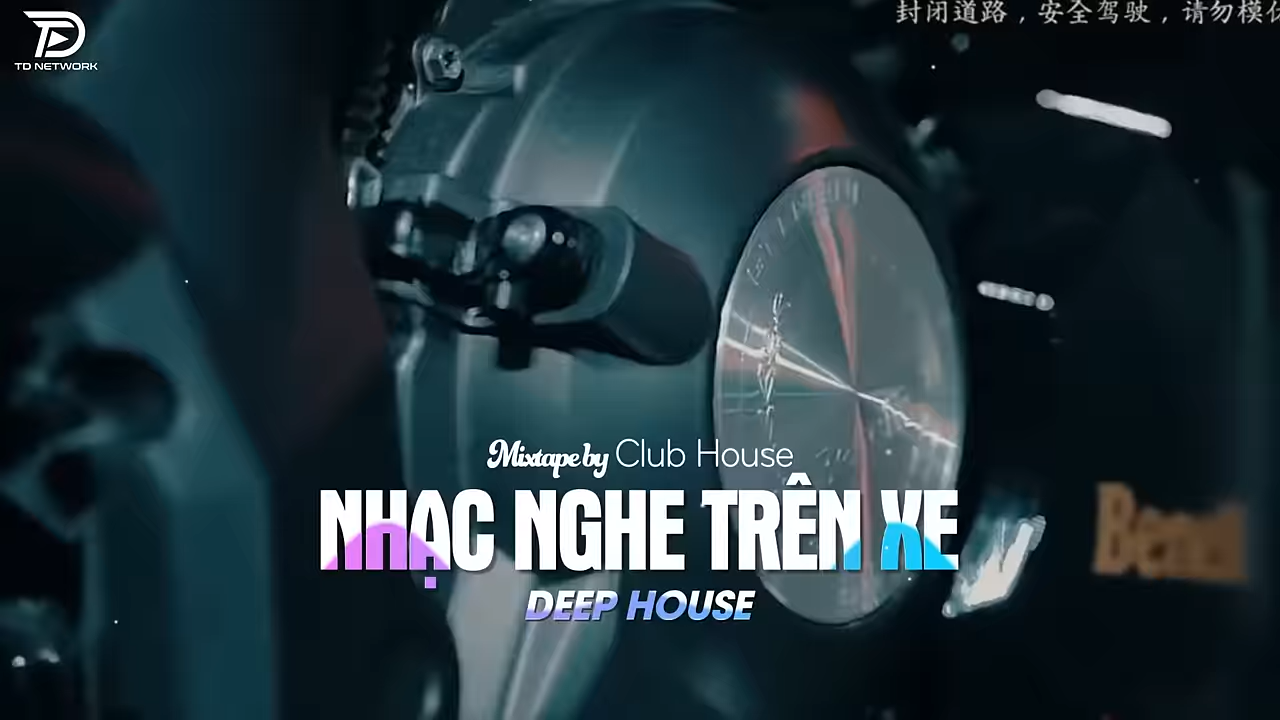 TD NETWORK
封闭道路，安全驾驶，请勿模仿
Mixtape by Club House
NHẠC NGHE TRÊN XE
DEEP HOUSE